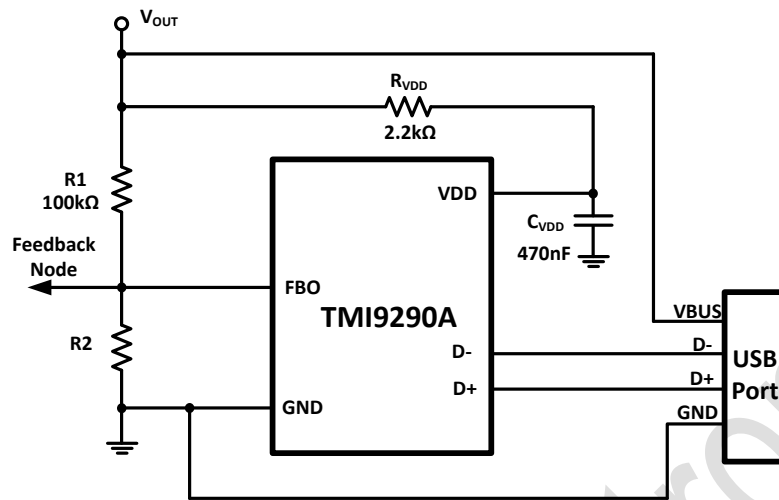 VOUT
RVDD
2.2kΩ
R1
100kΩ
VDD
CVDD
470nF
Feedback
Node
FBO
TMI9290A
VBUS
R2
D-
D-
USB
D+
D+
Port
GND
GND